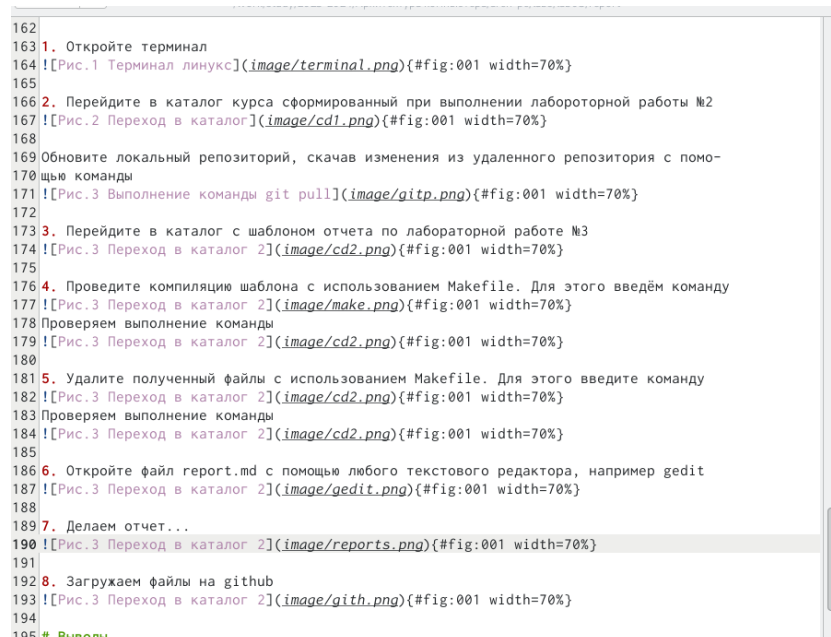 162
163 1. Откройте терминал
164 ![Рис.1 Терминал линукс](image/terminal.png){#fig:001 width=70%}
165
166 2. Перейдите в каталог курса сформированный при выполнении лабороторной работы №2
167 ![Рис.2 Переход в каталог](image/cd1.png){#fig:001 width=70%}
168
169 Обновите локальный репозиторий, скачав изменения из удаленного репозитория с помо-
170 щью команды
171 ![Рис.3 Выполнение команды git pull](image/gitp.png){#fig:001 width=70%}
172
173 3. Перейдите в каталог с шаблоном отчета по лабораторной работе №3
174 ![Рис.3 Переход в каталог 2](image/cd2.png){#fig:001 width=70%}
175
176 4. Проведите компиляцию шаблона с использованием Makefile. Для этого введём команду
177 ![Рис.3 Переход в каталог 2](image/make.png){#fig:001 width=70%}
178 Проверяем выполнение команды
179 ![Рис.3 Переход в каталог 2](image/cd2.png){#fig:001 width=70%}
180
181 5. Удалите полученный файлы с использованием Makefile. Для этого введите команду
182 ![Рис.3 Переход в каталог 2](image/cd2.png){#fig:001 width=70%}
183 Проверяем выполнение команды
184 ![Рис.3 Переход в каталог 2](image/cd2.png){#fig:001 width=70%}
185
186 6. Откройте файл report.md с помощью любого текстового редактора, например gedit
187 ![Рис.3 Переход в каталог 2](image/gedit.png){#fig:001 width=70%}
188
189 7. Делаем отчет...
190 ![Рис.3 Переход в каталог 2](image/reports.png){#fig:001 width=70%}
191
192 8. Загружаем файлы на github
193 ![Рис.3 Переход в каталог 2](image/gith.png){#fig:001 width=70%}
194
195 # Выводы